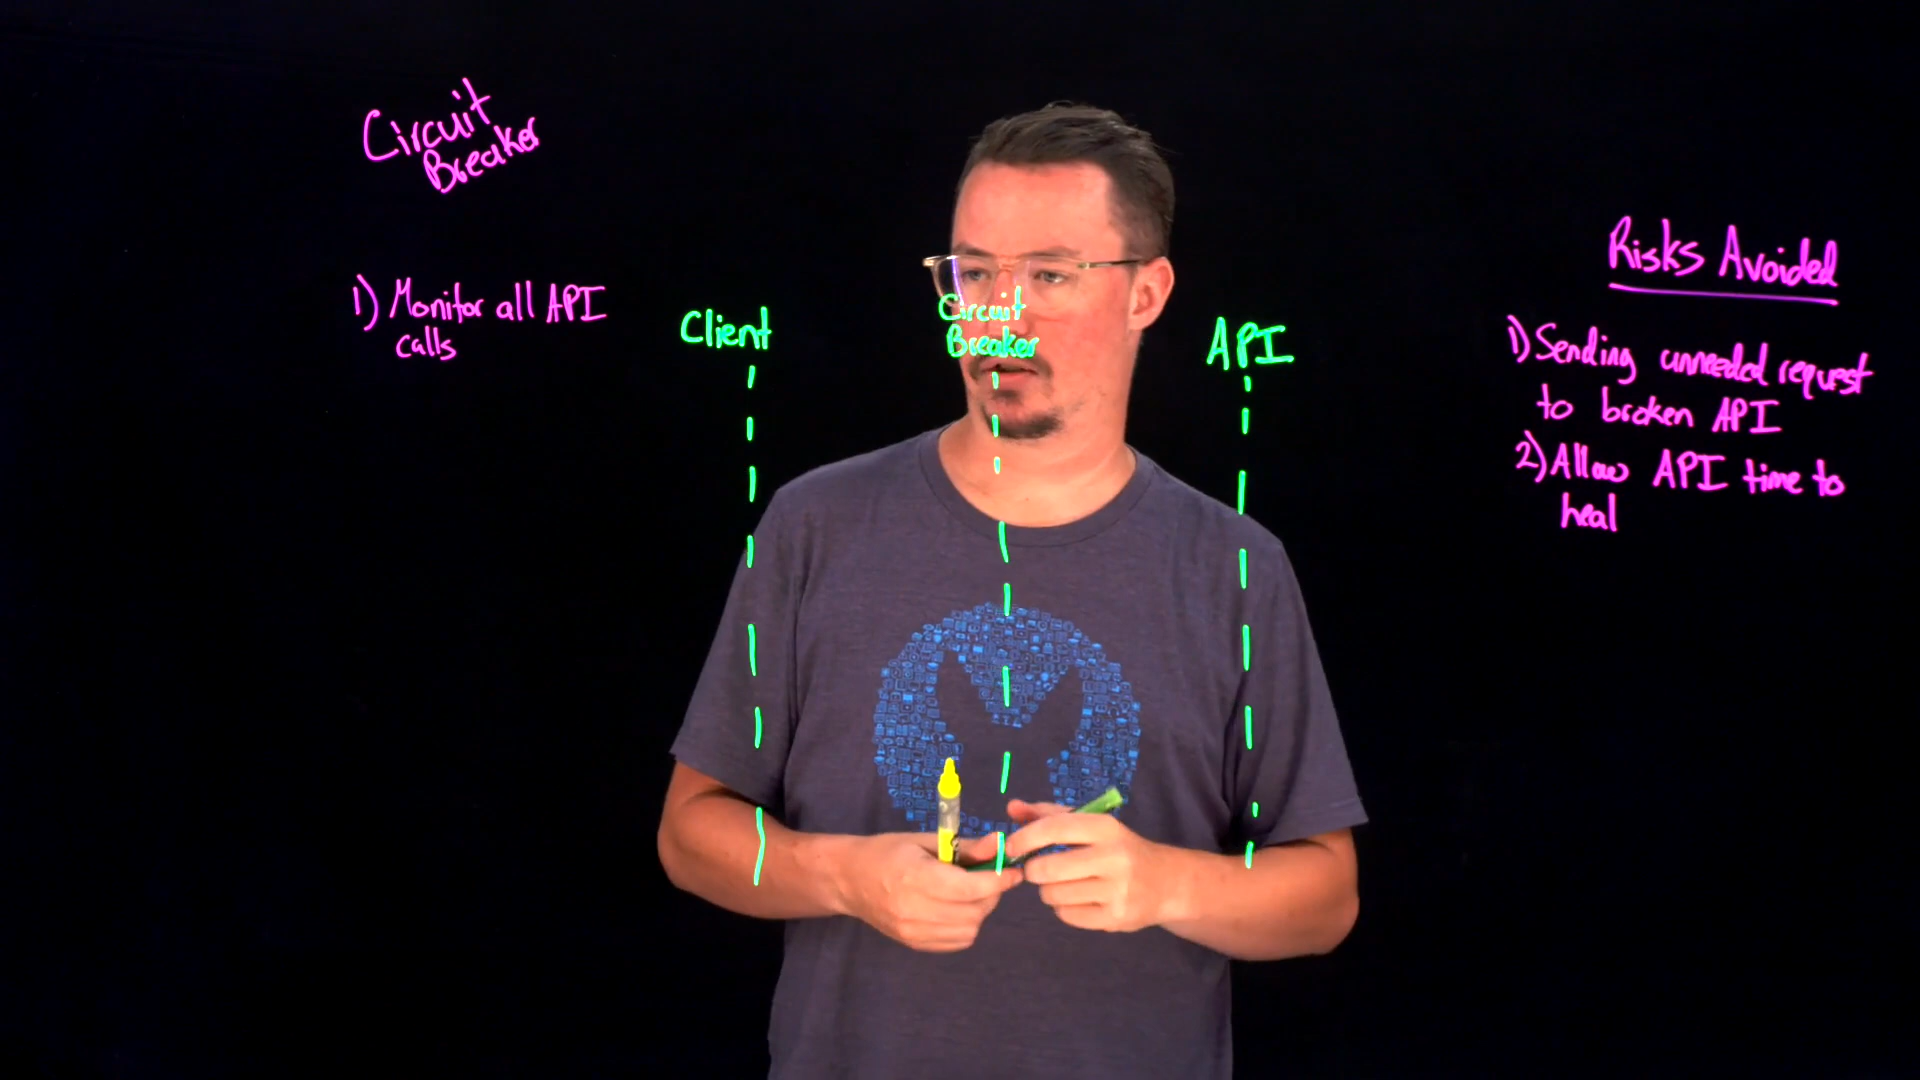 Circuit
Breaker
1) Monitor all API
calls
Client
Circuit
Breaker
API
Risks Avoided
1) Sending unneeded request
to broken API
2) Allow API time to
heal